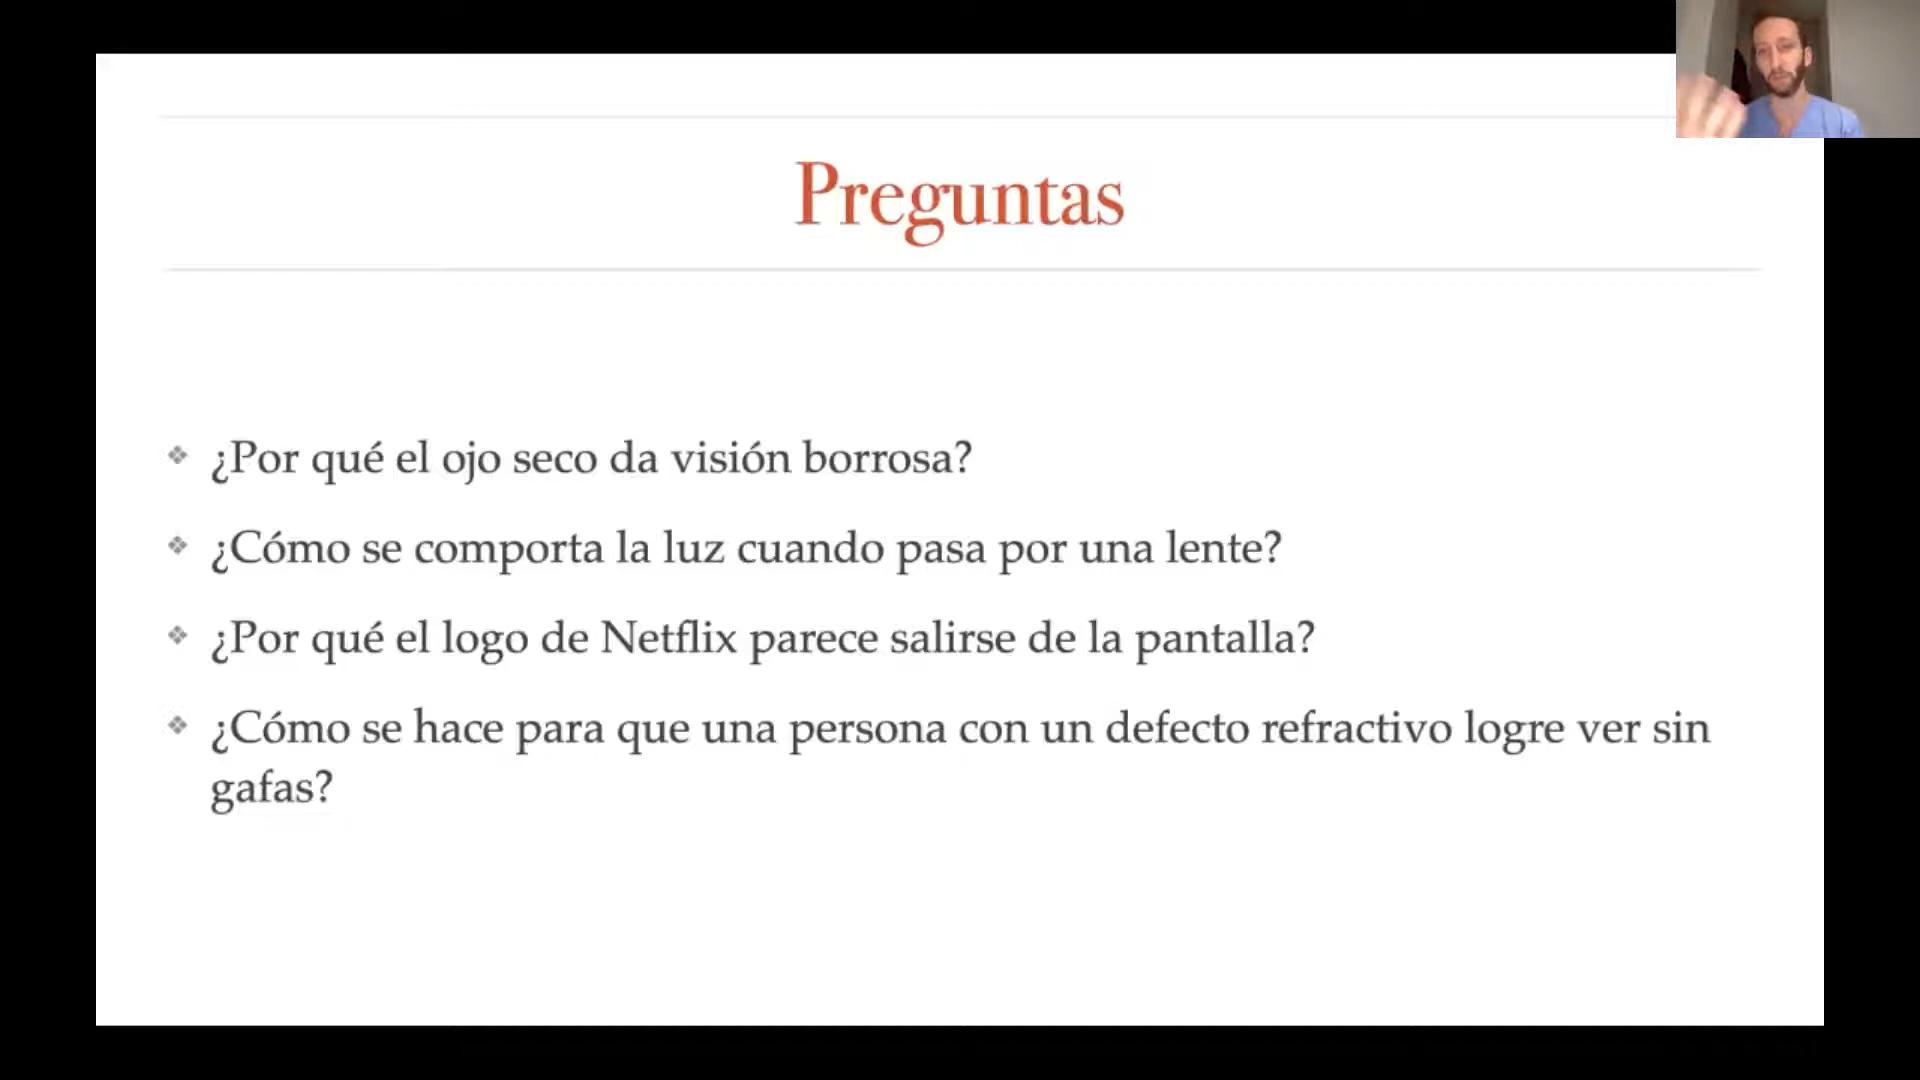 Preguntas
¿Por qué el ojo seco da visión borrosa?
¿Cómo se comporta la luz cuando pasa por una lente?
¿Por qué el logo de Netflix parece salirse de la pantalla?
¿Cómo se hace para que una persona con un defecto refractivo logre ver sin
gafas?